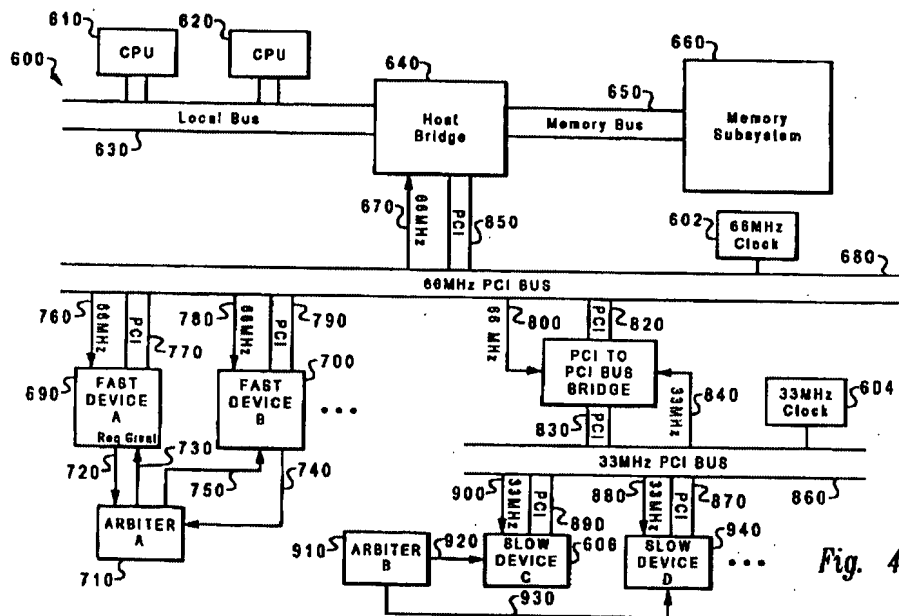 610
CPU
620
CPU
600
640
Host
Bridge
660
Memory
Subsystem
650
Memory Bus
Local Bus
630
670
66MHz
PCI
850
602
66MHz
Clock
680
66MHz PCI BUS
760
66MHz
PCI
770
780
66MHz
PCI
790
800
66 MHz
PCI
820
690
FAST
DEVICE
A
Req Grant
700
FAST
DEVICE
B
• • •
PCI TO
PCI BUS
BRIDGE
33MHz
840
33MHz
Clock
604
830
PCI
720
730
750
740
33MHz PCI BUS
860
ARBITER
A
710
900
33MHz
PCI
890
880
33MHz
PCI
870
910
ARBITER
B
920
SLOW
DEVICE
C
606
SLOW
DEVICE
D
940
• • •
930
Fig. 4